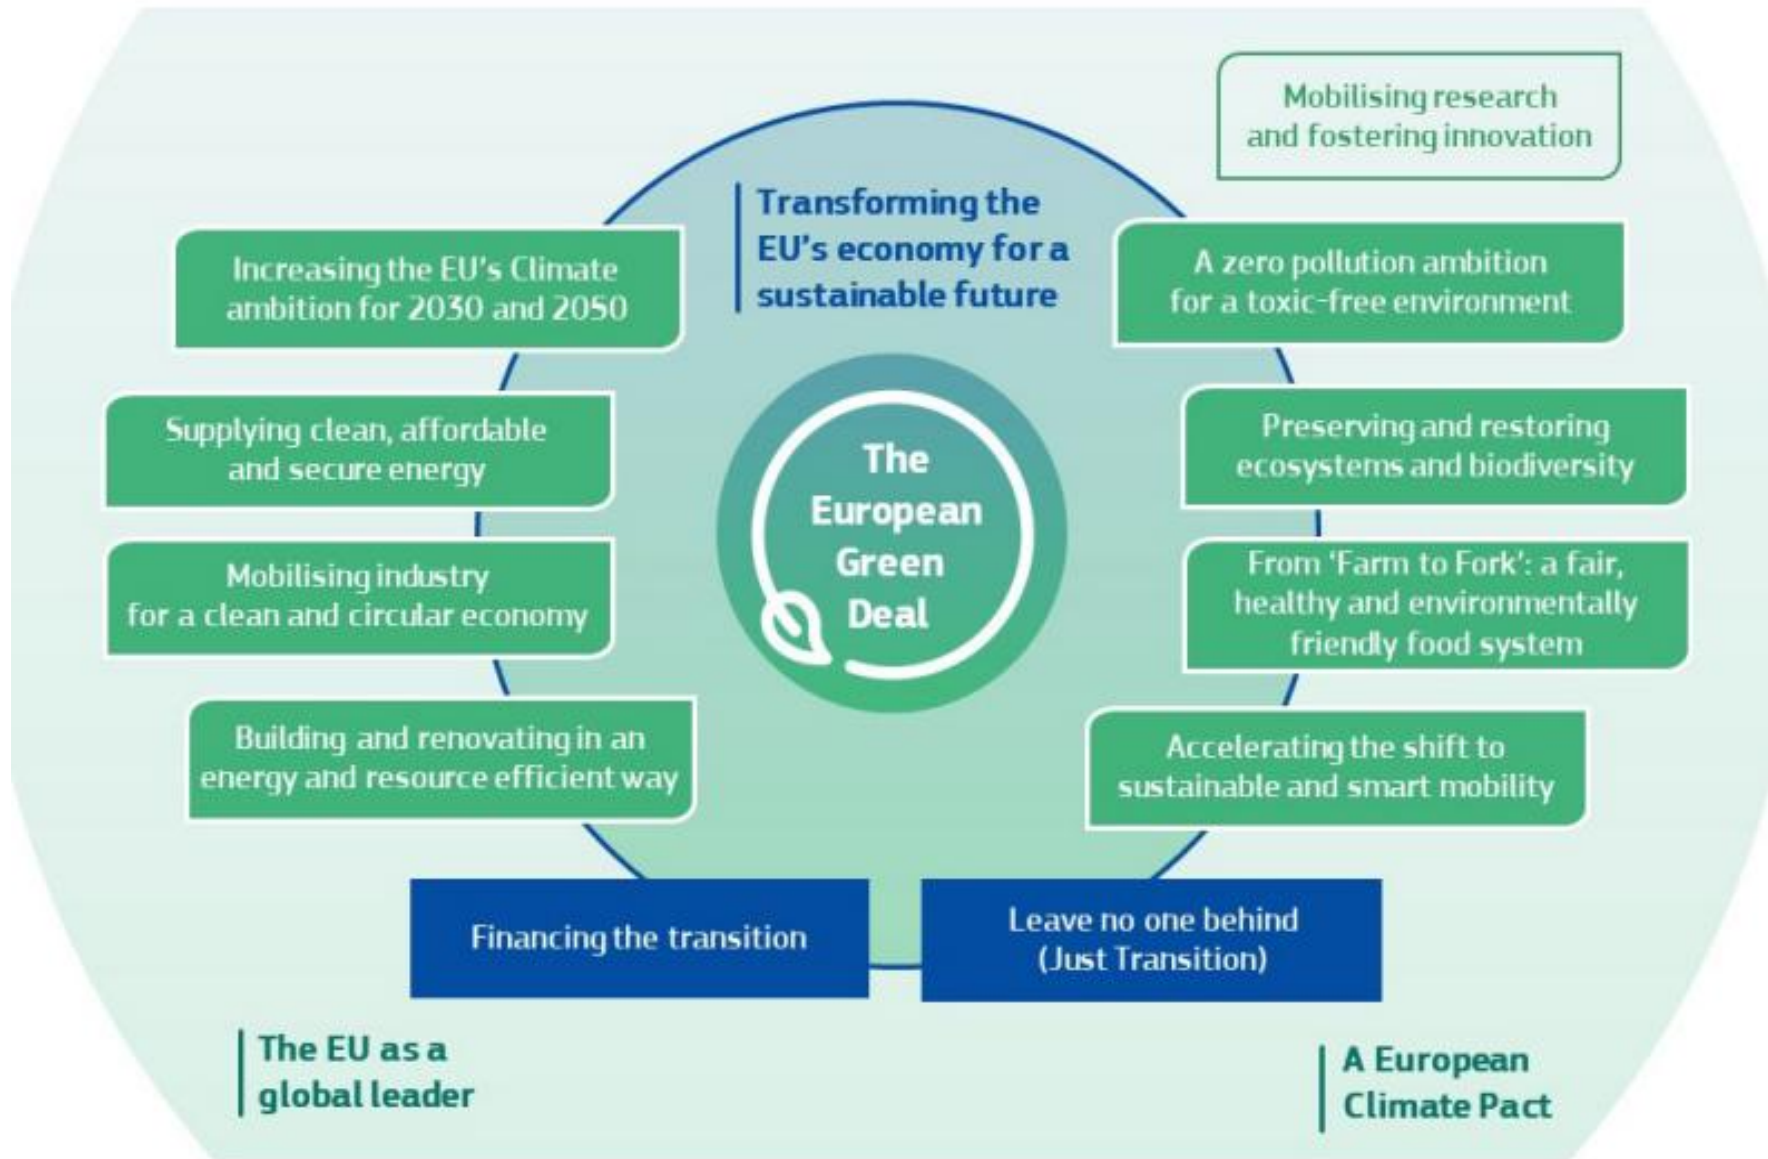 Mobilising research
and fostering innovation
Transforming the
EU's economy for a
sustainable future
Increasing the EU's Climate
ambition for 2030 and 2050
Supplying clean, affordable
and secure energy
Mobilising industry
for a clean and circular economy
Building and renovating in an
energy and resource efficient way
The
European
Green
Deal
A zero pollution ambition
for a toxic-free environment
Preserving and restoring
ecosystems and biodiversity
From ‘Farm to Fork’: a fair,
healthy and environmentally
friendly food system
Accelerating the shift to
sustainable and smart mobility
Financing the transition
Leave no one behind
(Just Transition)
The EU as a
global leader
A European
Climate Pact